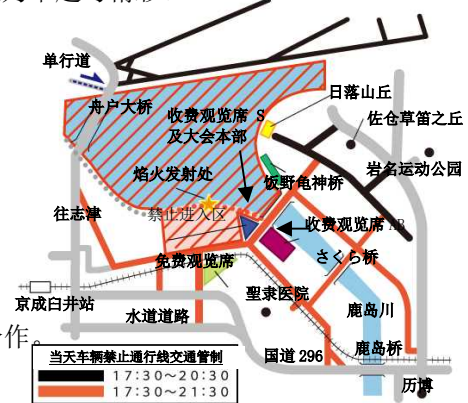 单行道
舟户大桥
收费观览席 S
及大会本部
日落山丘
佐仓草笛之丘
焰火发射处
饭野龟神桥
岩名运动公园
往志津
禁止进入区
收费观览席 AB
免费观览席
さくら桥
京成臼井站
聖隶医院
鹿岛川
水道道路
作。
国道 296
鹿岛桥
历博
当天车辆禁止通行线交通管制
17:30～20:30
17:30～21:30